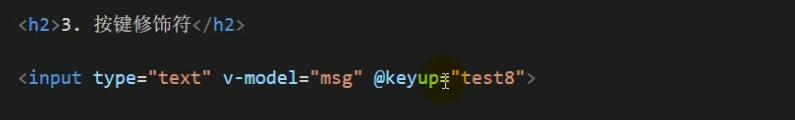 <h2>3. 按键修饰符</h2>
<input type="text" v-model="msg" @keyup="test8">